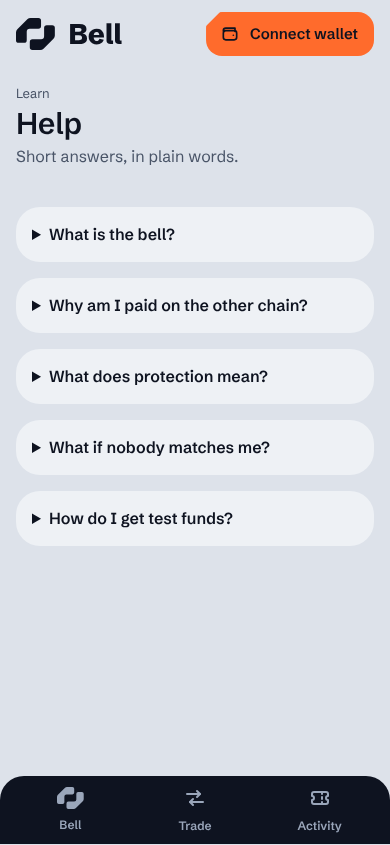 Bell
Connect wallet
Learn
Help
Short answers, in plain words.
What is the bell?
Why am I paid on the other chain?
What does protection mean?
What if nobody matches me?
How do I get test funds?
Bell
Trade
Activity